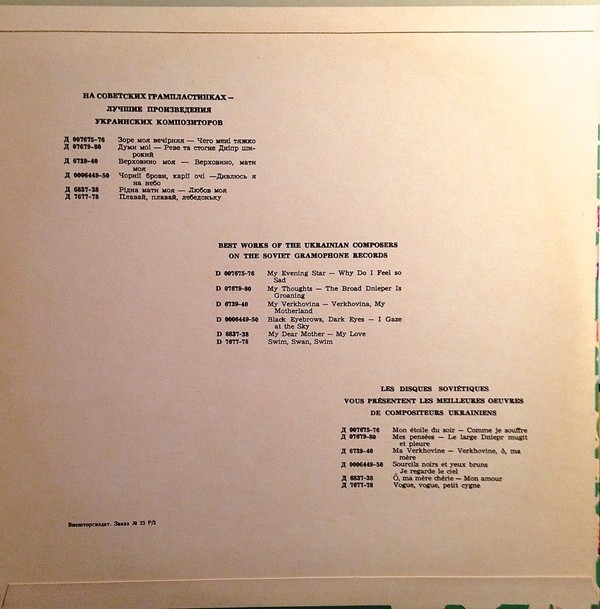 НА СОВЕТСКИХ ГРАМПЛАСТИНКАХ —
ЛУЧШИЕ ПРОИЗВЕДЕНИЯ
УКРАИНСКИХ КОМПОЗИТОРОВ
Д 007675-76 Зоре моя вечірняя — Чего мені тяжко
Д 07679-80 Думи мої — Реве та стогне Дніпр ши-
рокий
Д 6739-40 Верховино моя — Верховино, мати
моя
Д 0006449-50 Чорнії брови, карії очі —Дивлюсь я
на небо
Д 6837-38 Рідна мати моя — Любов моя
Д 7677-78 Плавай, плавай, лебедоньку
BEST WORKS OF THE UKRAINIAN COMPOSERS
ON THE SOVIET GRAMOPHONE RECORDS
D 007675-76 My Evening Star — Why Do I Feel so
Sad
D 07679-80 My Thoughts — The Broad Dnieper Is
Groaning
D 6739-40 My Verkhovina — Verkhovina, My
Motherland
D 0006449-50 Black Eyebrows, Dark Eyes — I Gaze
at the Sky
D 6837-38 My Dear Mother — My Love
D 7677-78 Swim, Swan, Swim
LES DISQUES SOVIÉTIQUES
VOUS PRÉSENTENT LES MEILLEURES OEUVRES
DE COMPOSITEURS UKRAINIENS
Д 007675-76 Mon étoile du soir — Comme je souffre
Д 07679-80 Mes pensées — Le large Dniepr mugit
et pleure
Д 6739-40 Ma Verkhovine — Verkhovine, ô, ma
mère
Д 0006449-50 Sourcils noirs et yeux bruns
Je regarde le ciel
Д 6837-38 Ô, ma mère chérie — Mon amour
Д 7677-78 Vogue, vogue, petit cygne
Внешторгиздат. Заказ № 23 Р/2